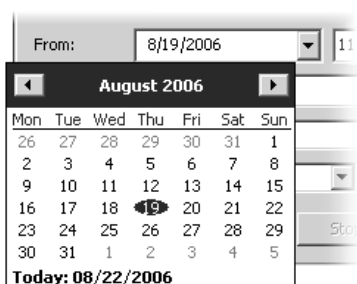 From: 8/19/2006 11
August 2006
Mon Tue Wed Thu Fri Sat Sun
26 27 28 29 30 31 1
2 3 4 5 6 7 8
9 10 11 12 13 14 15
16 17 18 19 20 21 22
23 24 25 26 27 28 29
30 31 1 2 3 4 5
Today: 08/22/2006
Sto